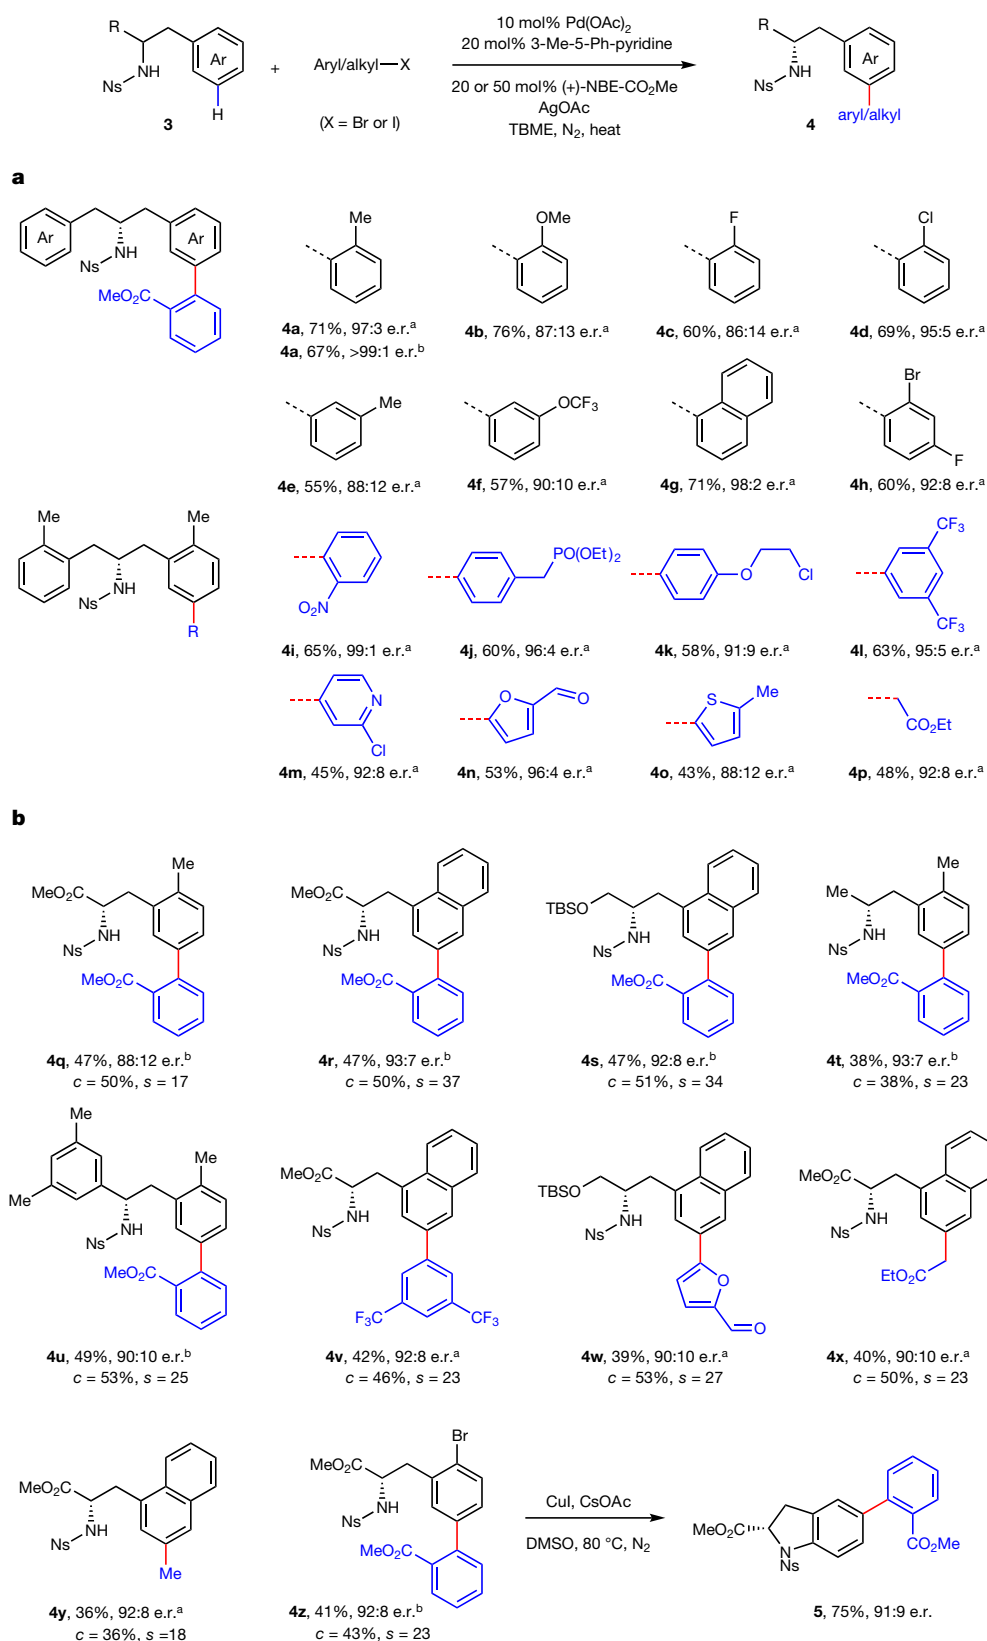 R
Ar
NH
Ns
H
3
+
Aryl/alkyl—X
(X = Br or I)
10 mol% Pd(OAc)2
20 mol% 3-Me-5-Ph-pyridine
20 or 50 mol% (+)-NBE-CO2Me
AgOAc
TBME, N2, heat
R
Ar
NH
Ns
aryl/alkyl
4
a
Ar
Ar
NH
Ns
MeO2C
Me
4a, 71%, 97:3 e.r.a
4a, 67%, >99:1 e.r.b
OMe
4b, 76%, 87:13 e.r.a
F
4c, 60%, 86:14 e.r.a
Cl
4d, 69%, 95:5 e.r.a
Me
4e, 55%, 88:12 e.r.a
OCF3
4f, 57%, 90:10 e.r.a
4g, 71%, 98:2 e.r.a
Br
F
4h, 60%, 92:8 e.r.a
Me
Me
NH
Ns
R
O2N
4i, 65%, 99:1 e.r.a
PO(OEt)2
4j, 60%, 96:4 e.r.a
O
Cl
4k, 58%, 91:9 e.r.a
CF3
CF3
4l, 63%, 95:5 e.r.a
N
Cl
4m, 45%, 92:8 e.r.a
O
O
4n, 53%, 96:4 e.r.a
S
Me
4o, 43%, 88:12 e.r.a
CO2Et
4p, 48%, 92:8 e.r.a
b
Me
MeO2C
NH
Ns
MeO2C
4q, 47%, 88:12 e.r.b
c = 50%, s = 17
MeO2C
NH
Ns
MeO2C
4r, 47%, 93:7 e.r.b
c = 50%, s = 37
TBSO
NH
Ns
MeO2C
4s, 47%, 92:8 e.r.b
c = 51%, s = 34
Me
Me
NH
Ns
MeO2C
4t, 38%, 93:7 e.r.b
c = 38%, s = 23
Me
Me
Me
NH
Ns
MeO2C
4u, 49%, 90:10 e.r.b
c = 53%, s = 25
MeO2C
NH
Ns
F3C
CF3
4v, 42%, 92:8 e.r.a
c = 46%, s = 23
TBSO
NH
Ns
O
O
4w, 39%, 90:10 e.r.a
c = 53%, s = 27
MeO2C
NH
Ns
EtO2C
4x, 40%, 90:10 e.r.a
c = 50%, s = 23
MeO2C
NH
Ns
Me
4y, 36%, 92:8 e.r.a
c = 36%, s =18
Br
MeO2C
NH
Ns
MeO2C
4z, 41%, 92:8 e.r.b
c = 43%, s = 23
CuI, CsOAc
DMSO, 80 °C, N2
MeO2C
N
Ns
CO2Me
5, 75%, 91:9 e.r.